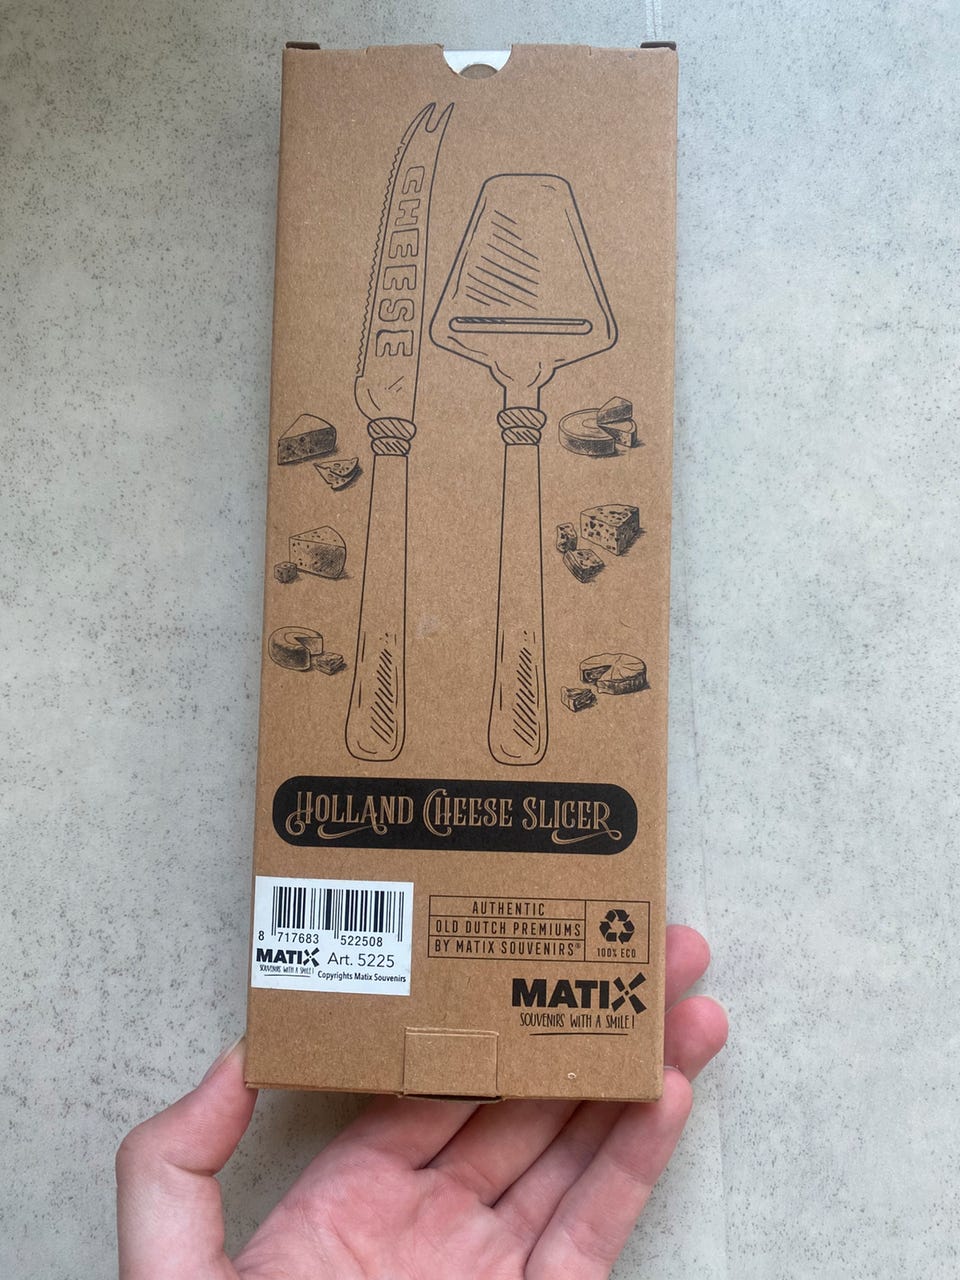 CHEESE
HOLLAND CHEESE SLICER
8 717683 522508
MATIX Art. 5225
SOUVENIRS WITH A SMILE! Copyrights Matix Souvenirs
AUTHENTIC
OLD DUTCH PREMIUMS
BY MATIX SOUVENIRS®
100% ECO
MATIX
SOUVENIRS WITH A SMILE!